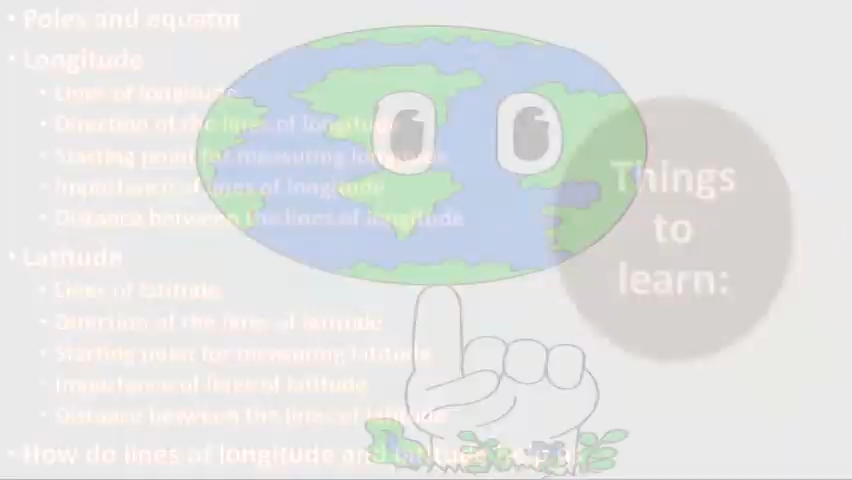 • Poles and equator
• Longitude
• Lines of longitude
• Direction of the lines of longitude
• Starting point for measuring longitude
• Importance of lines of longitude
• Distance between the lines of longitude
• Latitude
• Lines of latitude
• Direction of the lines of latitude
• Starting point for measuring latitude
• Importance of lines of latitude
• Distance between the lines of latitude
• How do lines of longitude and latitude help
Things
to
learn: